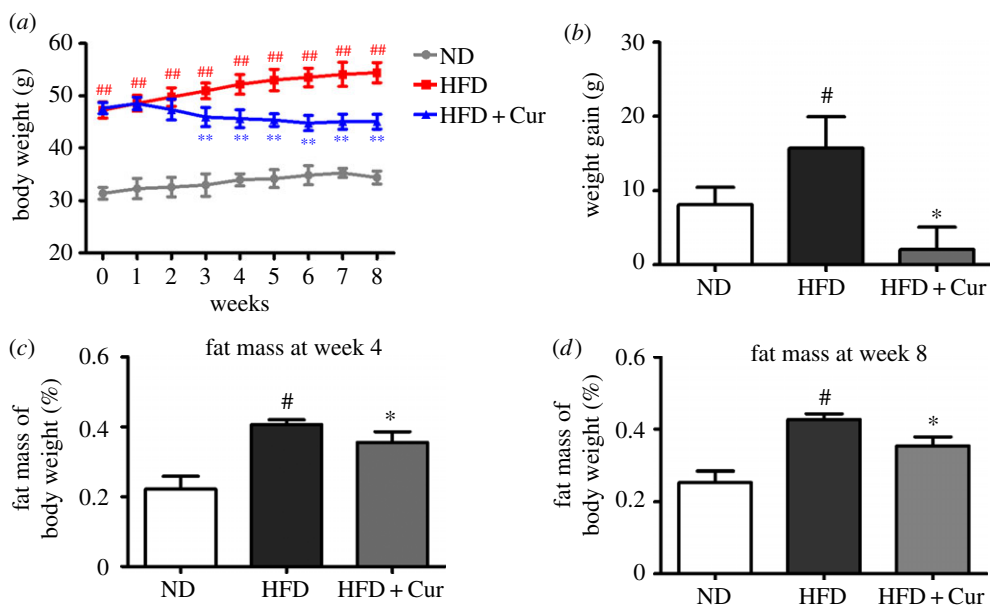 (a)
60
50
40
30
20
body weight (g)
## ## ## ## ## ## ## ## ##
** ** ** ** ** **
0 1 2 3 4 5 6 7 8
weeks
ND
HFD
HFD + Cur
(b)
30
20
10
0
weight gain (g)
#
*
ND HFD HFD + Cur
(c)
fat mass at week 4
0.6
0.4
0.2
0
fat mass of
body weight (%)
#
*
ND HFD HFD + Cur
(d)
fat mass at week 8
0.6
0.4
0.2
0
fat mass of
body weight (%)
#
*
ND HFD HFD + Cur